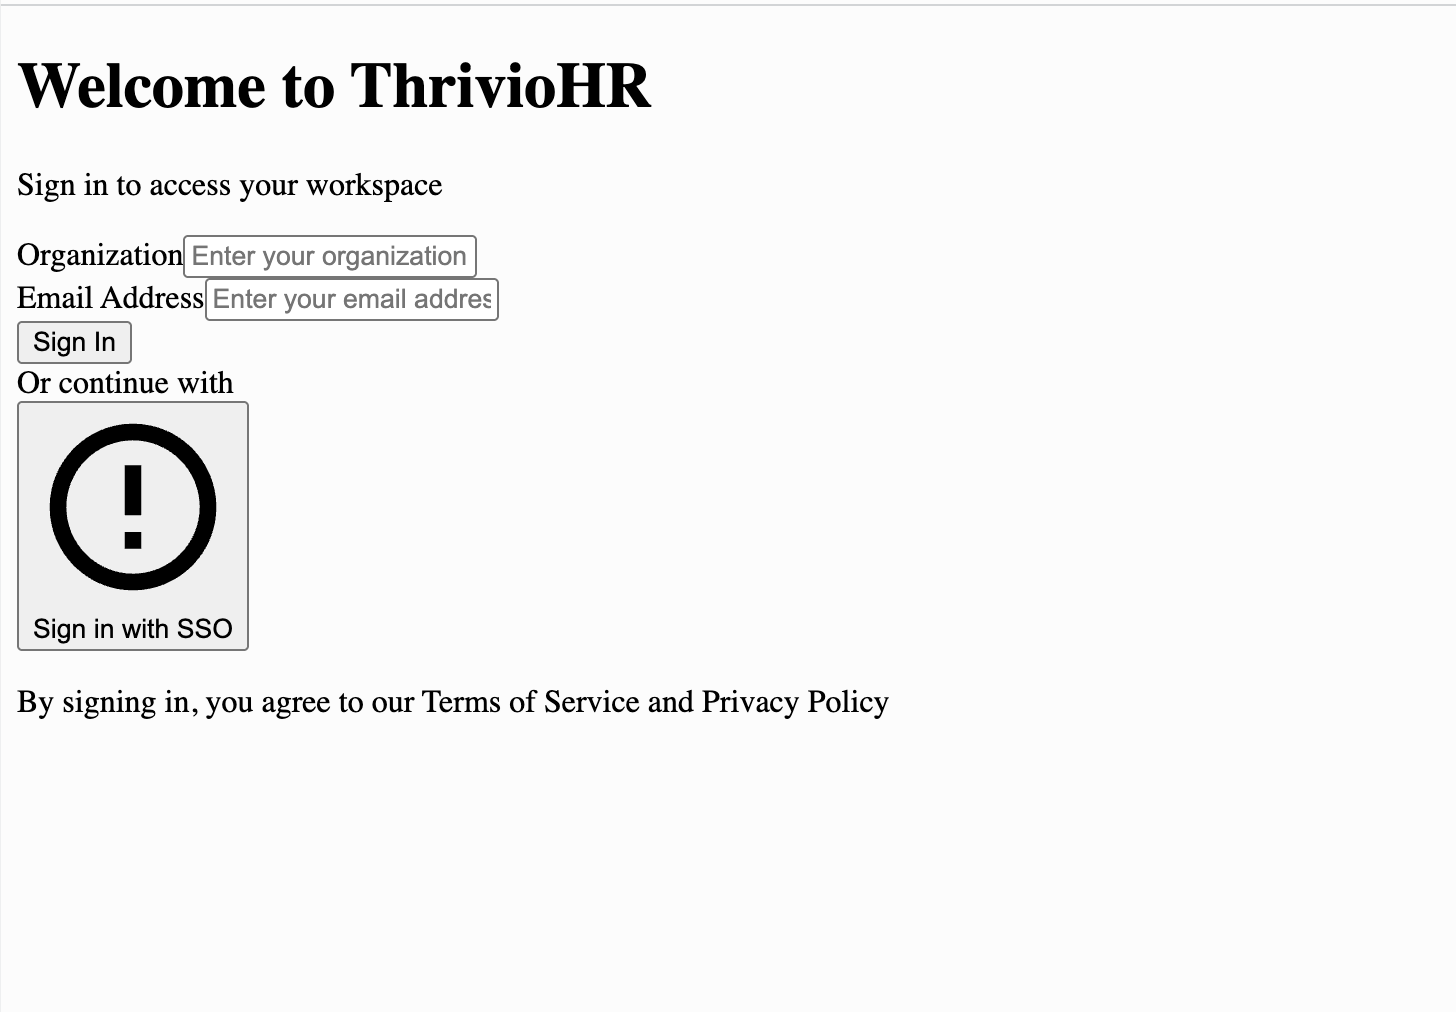 Welcome to ThrivioHR
Sign in to access your workspace
Organization Enter your organization
Email Address Enter your email addres
Sign In
Or continue with
Sign in with SSO
By signing in, you agree to our Terms of Service and Privacy Policy